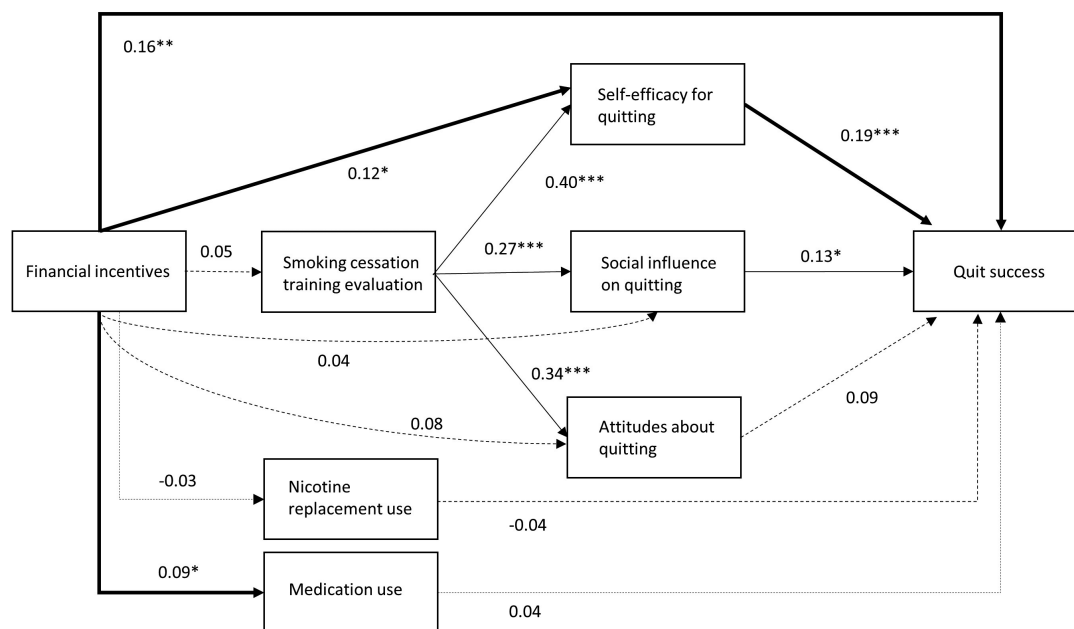 0.16**
Self-efficacy for
quitting
0.19***
0.12*
0.40***
Financial incentives
0.05
Smoking cessation
training evaluation
0.27***
Social influence
on quitting
0.13*
Quit success
0.04
0.34***
0.08
Attitudes about
quitting
0.09
-0.03
Nicotine
replacement use
-0.04
0.09*
Medication use
0.04